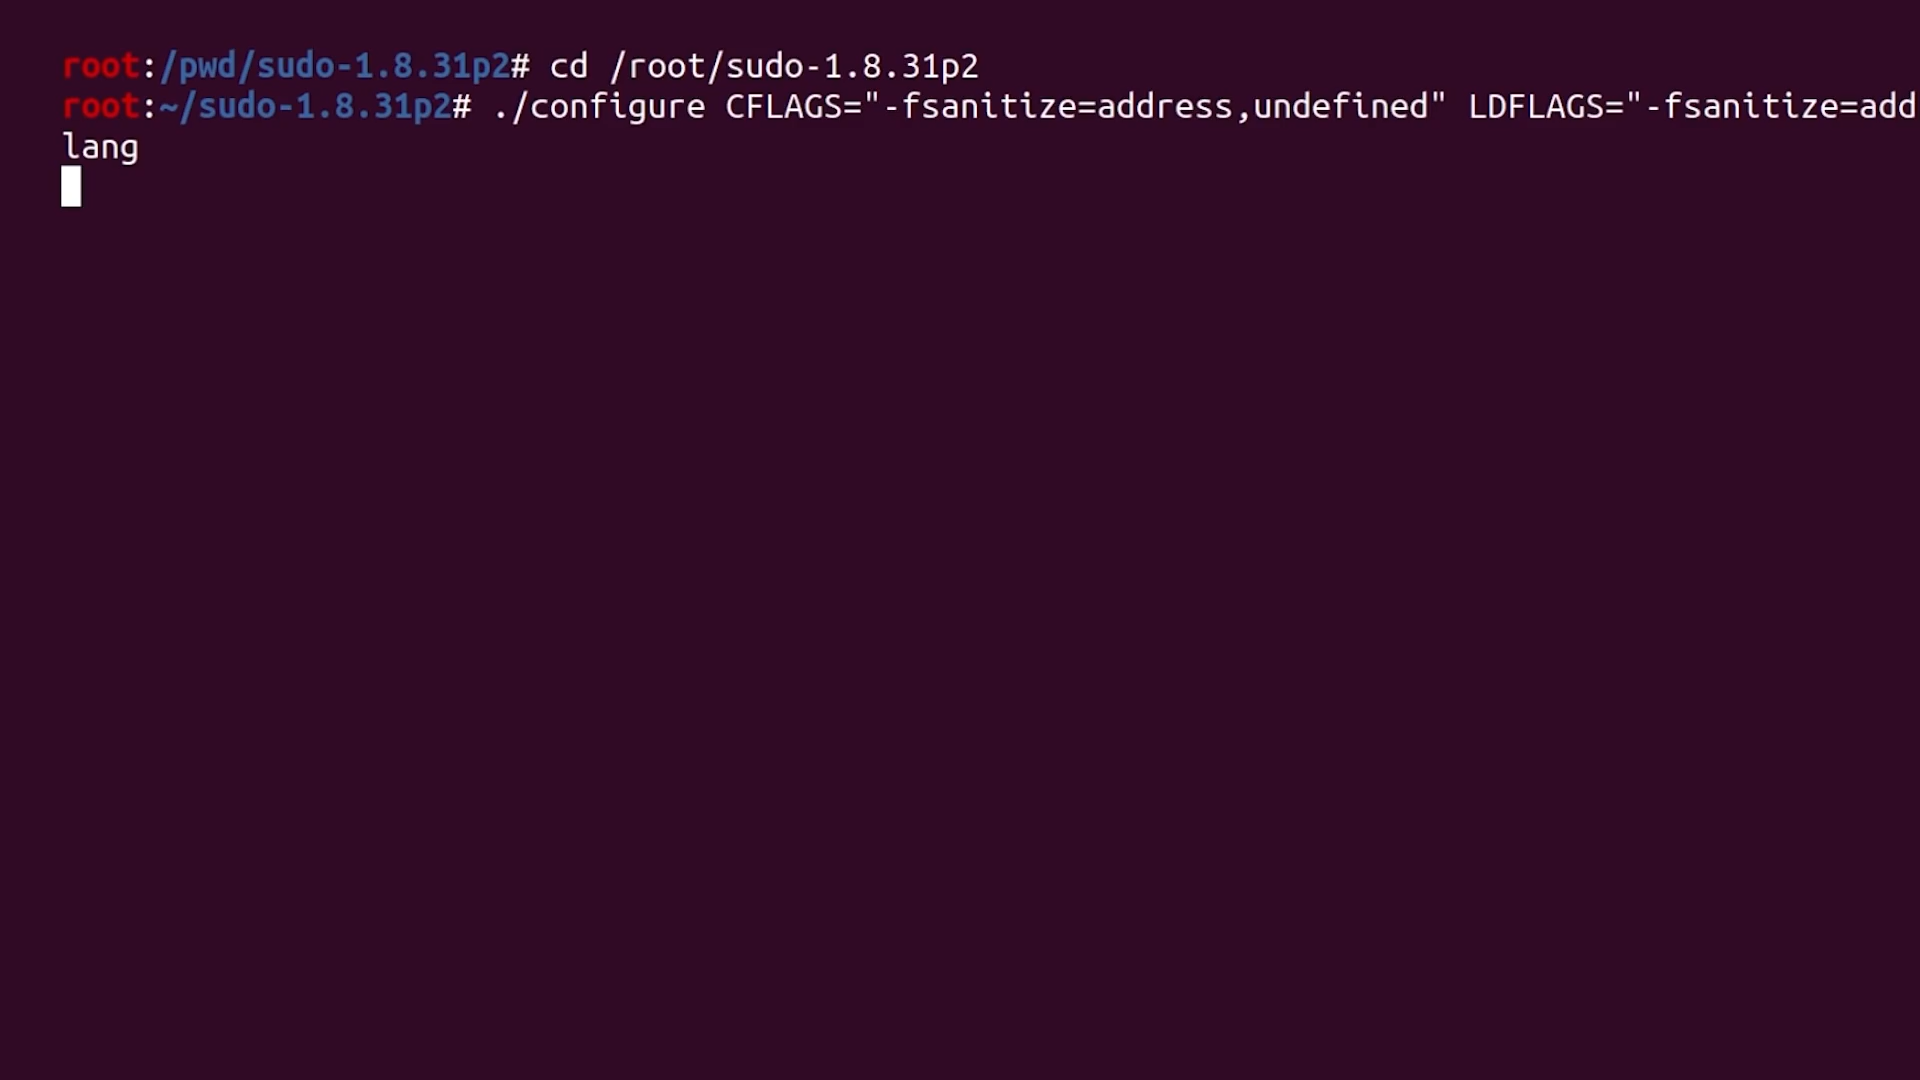 root:/pwd/sudo-1.8.31p2# cd /root/sudo-1.8.31p2
root:~/sudo-1.8.31p2# ./configure CFLAGS="-fsanitize=address,undefined" LDFLAGS="-fsanitize=add
lang